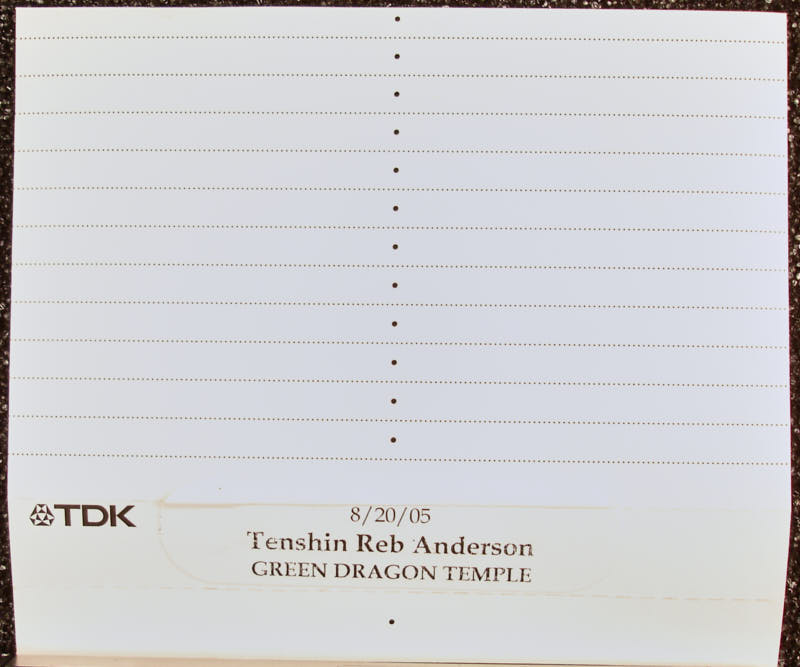 TDK
8/20/05
Tenshin Reb Anderson
GREEN DRAGON TEMPLE